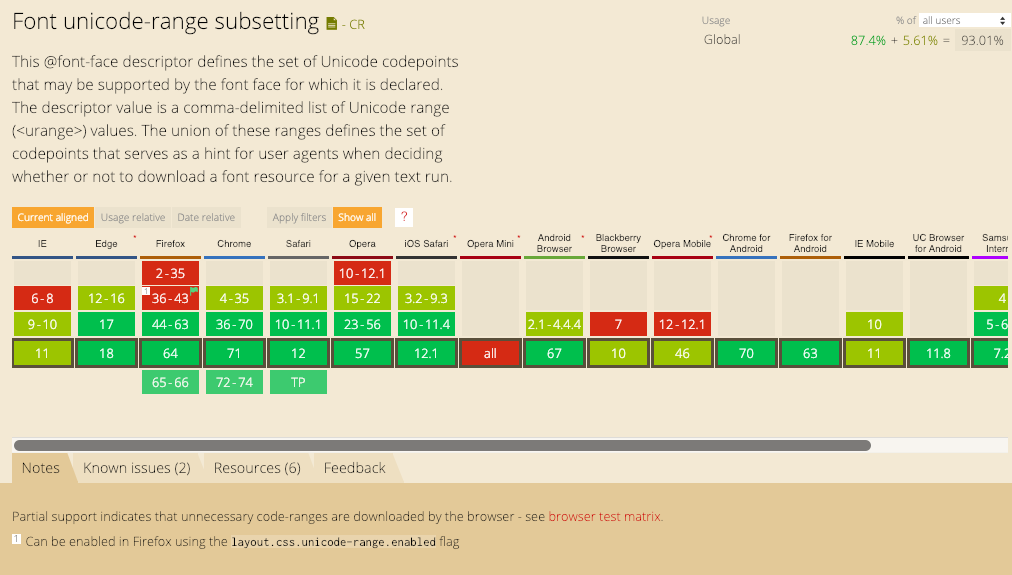 Font unicode-range subsetting - CR
Usage % of all users
Global 87.4% + 5.61% = 93.01%
This @font-face descriptor defines the set of Unicode codepoints
that may be supported by the font face for which it is declared.
The descriptor value is a comma-delimited list of Unicode range
(<urange>) values. The union of these ranges defines the set of
codepoints that serves as a hint for user agents when deciding
whether or not to download a font resource for a given text run.
Current aligned Usage relative Date relative Apply filters Show all ?
IE Edge * Firefox Chrome Safari Opera iOS Safari * Opera Mini * Android Browser * Blackberry Browser Opera Mobile * Chrome for Android Firefox for Android IE Mobile UC Browser for Android
2-35 10-12.1
6-8 12-16 1 36-43 4-35 3.1-9.1 15-22 3.2-9.3 4
9-10 17 44-63 36-70 10-11.1 23-56 10-11.4 2.1-4.4.4 7 12-12.1 10 5-6
11 18 64 71 12 57 12.1 all 67 10 46 70 63 11 11.8 7.2
65-66 72-74 TP
Notes Known issues (2) Resources (6) Feedback
Partial support indicates that unnecessary code-ranges are downloaded by the browser - see browser test matrix.
1 Can be enabled in Firefox using the layout.css.unicode-range.enabled flag